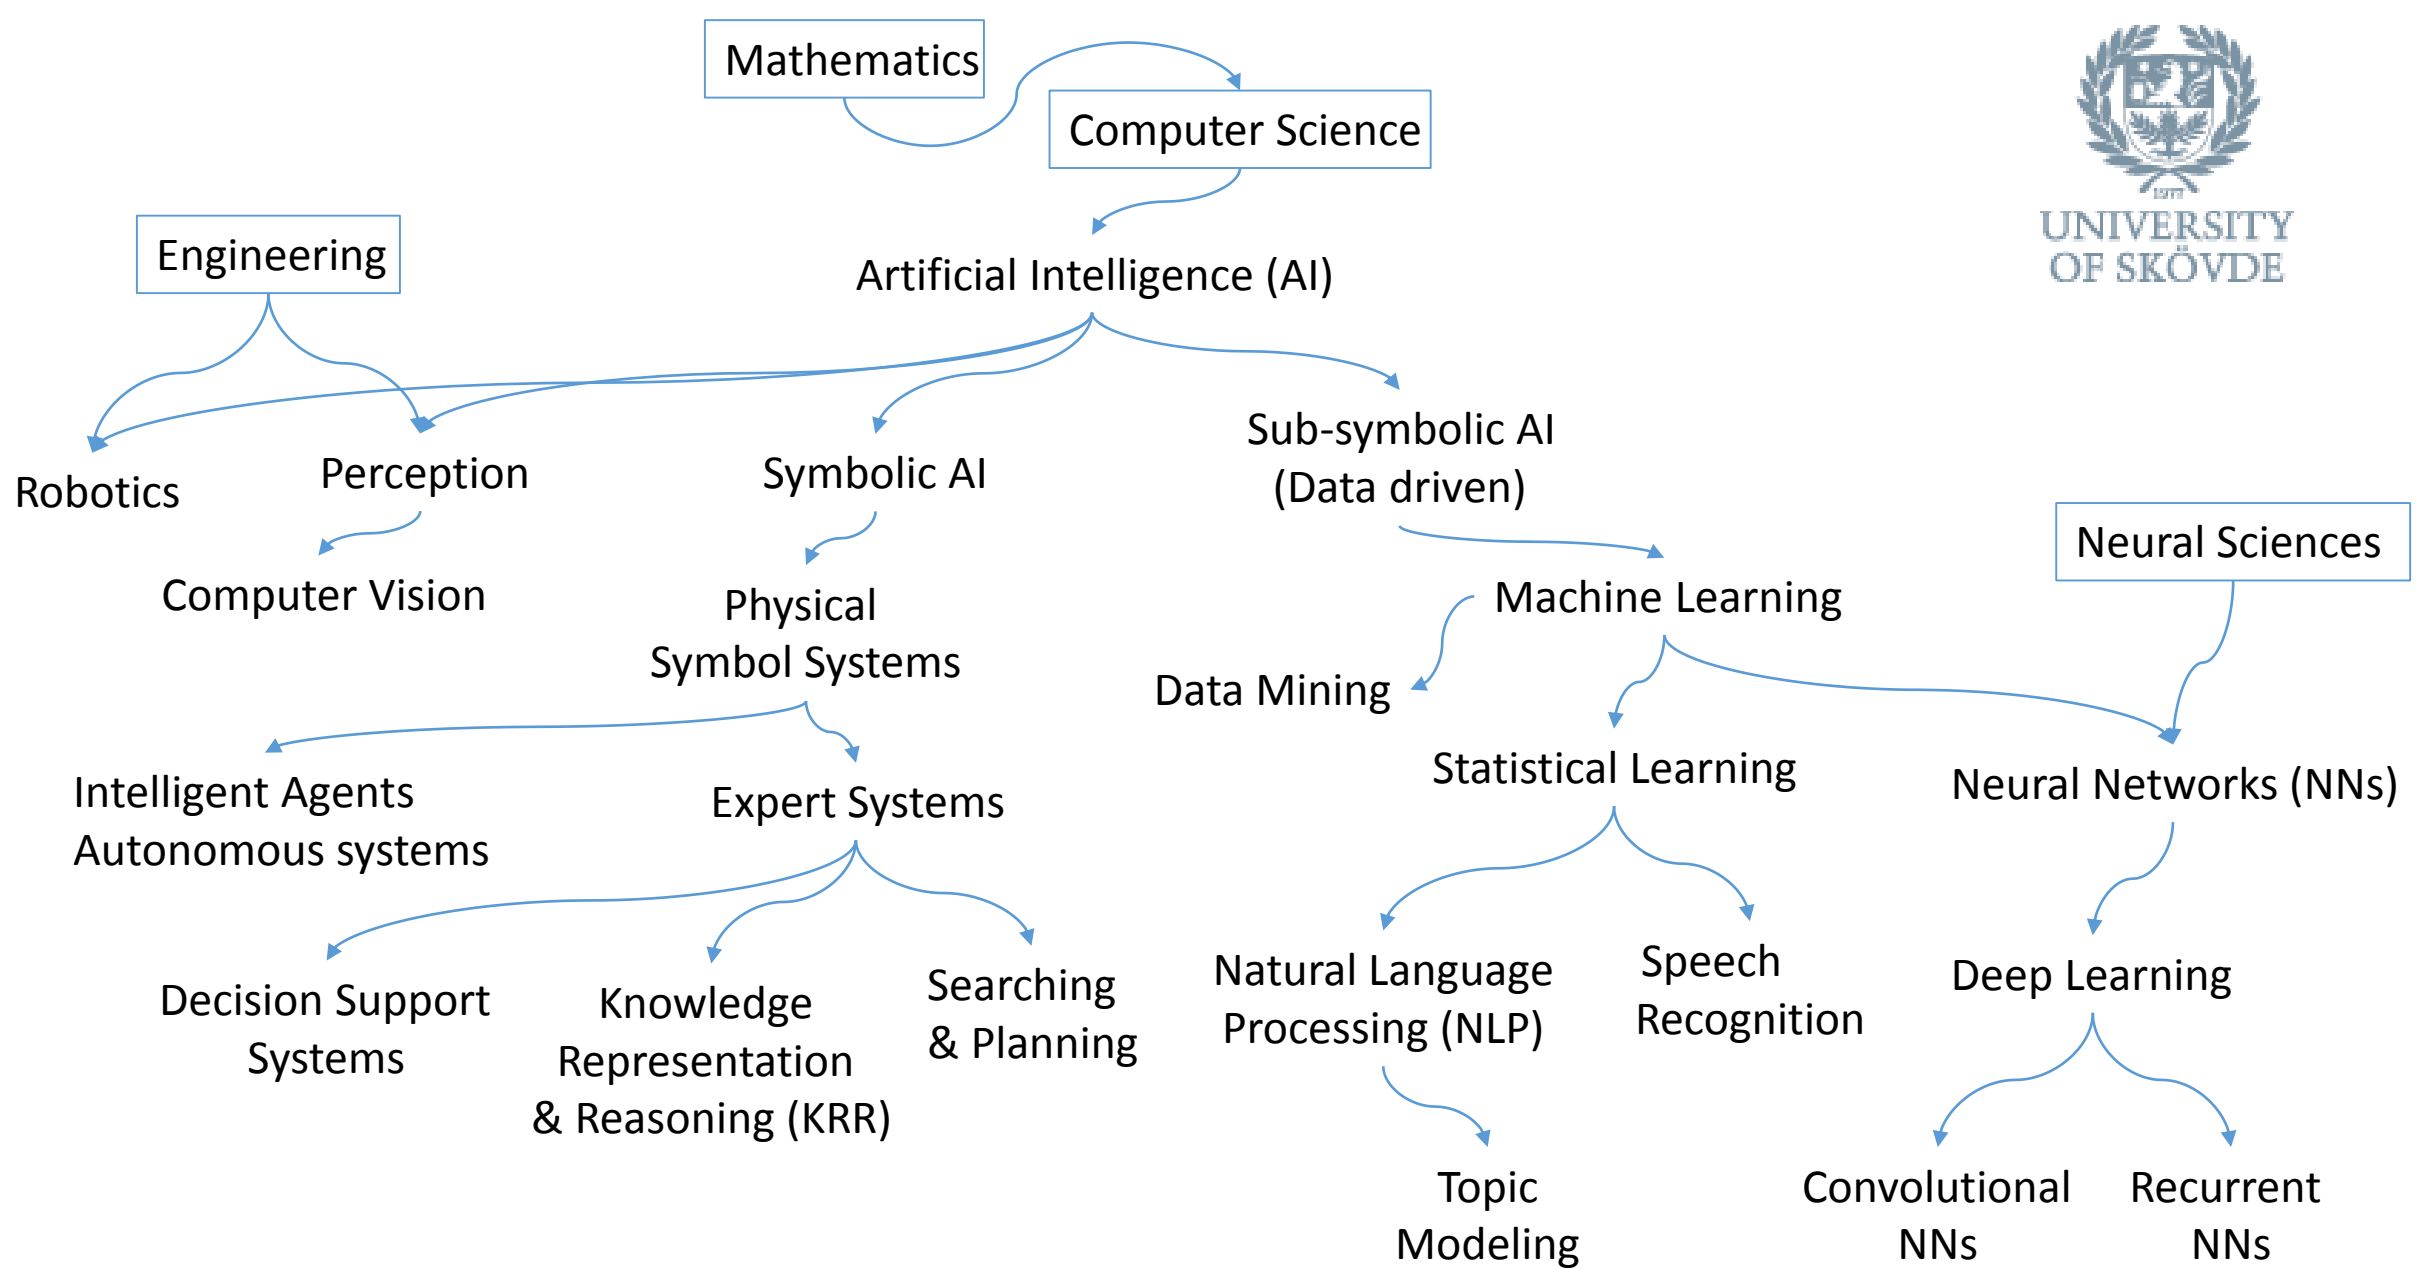 Mathematics
Computer Science
UNIVERSITY
OF SKÖVDE
Engineering
Artificial Intelligence (AI)
Robotics
Perception
Symbolic AI
Sub-symbolic AI
(Data driven)
Neural Sciences
Computer Vision
Physical
Symbol Systems
Machine Learning
Data Mining
Intelligent Agents
Autonomous systems
Expert Systems
Statistical Learning
Neural Networks (NNs)
Decision Support
Systems
Knowledge
Representation
& Reasoning (KRR)
Searching
& Planning
Natural Language
Processing (NLP)
Speech
Recognition
Deep Learning
Topic
Modeling
Convolutional
NNs
Recurrent
NNs